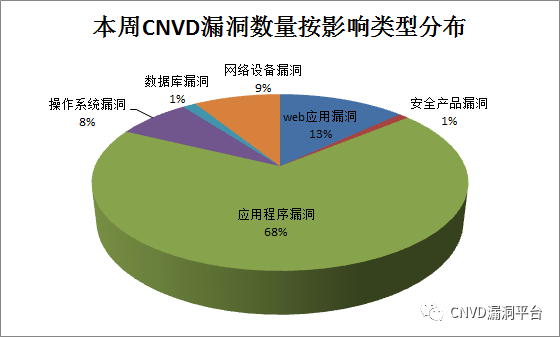 本周CNVD漏洞数量按影响类型分布
网络设备漏洞
9%
数据库漏洞
1%
操作系统漏洞
8%
web应用漏洞
13%
安全产品漏洞
1%
应用程序漏洞
68%
CNVD漏洞平台